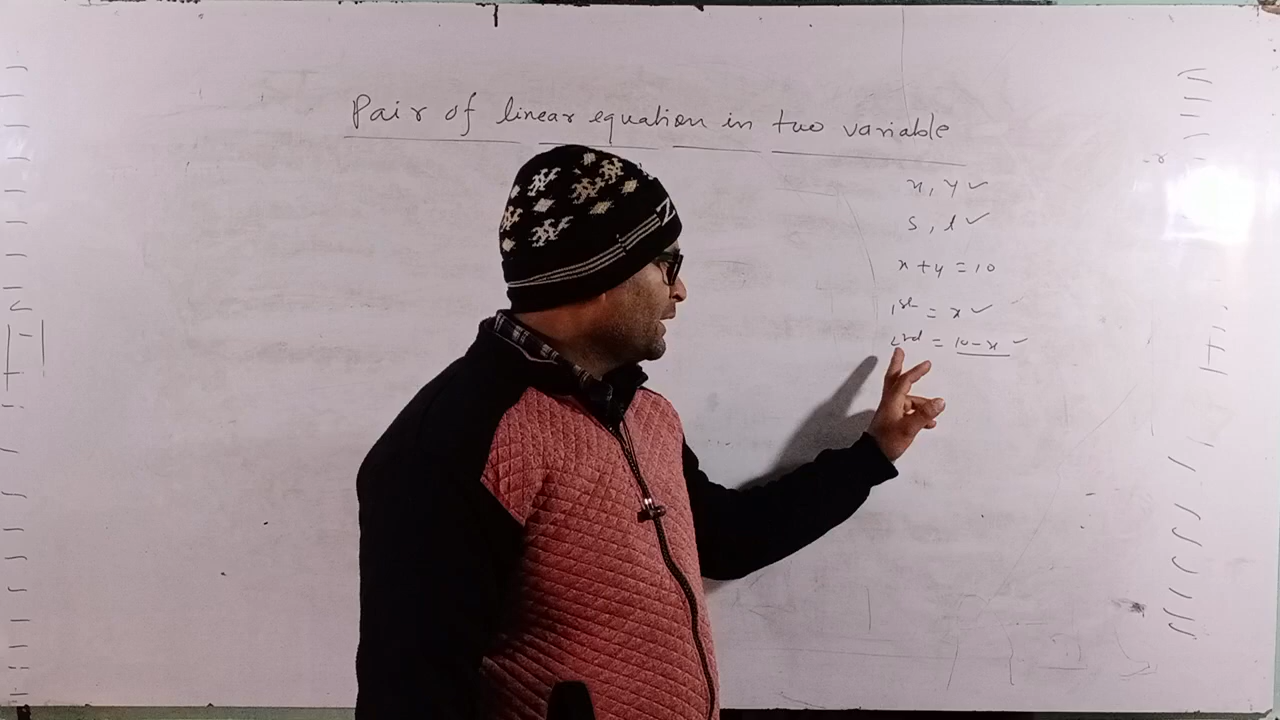 Pair of linear equation in two variable
x, y ✓
s, l ✓
x + y = 10
1st = x ✓
2nd = 10 - x ✓